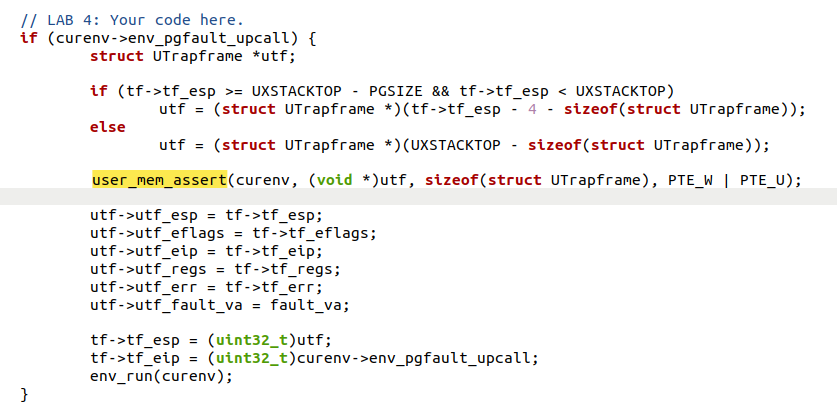 // LAB 4: Your code here.
if (curenv->env_pgfault_upcall) {
struct UTrapframe *utf;
if (tf->tf_esp >= UXSTACKTOP - PGSIZE && tf->tf_esp < UXSTACKTOP)
utf = (struct UTrapframe *)(tf->tf_esp - 4 - sizeof(struct UTrapframe));
else
utf = (struct UTrapframe *)(UXSTACKTOP - sizeof(struct UTrapframe));
user_mem_assert(curenv, (void *)utf, sizeof(struct UTrapframe), PTE_W | PTE_U);
utf->utf_esp = tf->tf_esp;
utf->utf_eflags = tf->tf_eflags;
utf->utf_eip = tf->tf_eip;
utf->utf_regs = tf->tf_regs;
utf->utf_err = tf->tf_err;
utf->utf_fault_va = fault_va;
tf->tf_esp = (uint32_t)utf;
tf->tf_eip = (uint32_t)curenv->env_pgfault_upcall;
env_run(curenv);
}